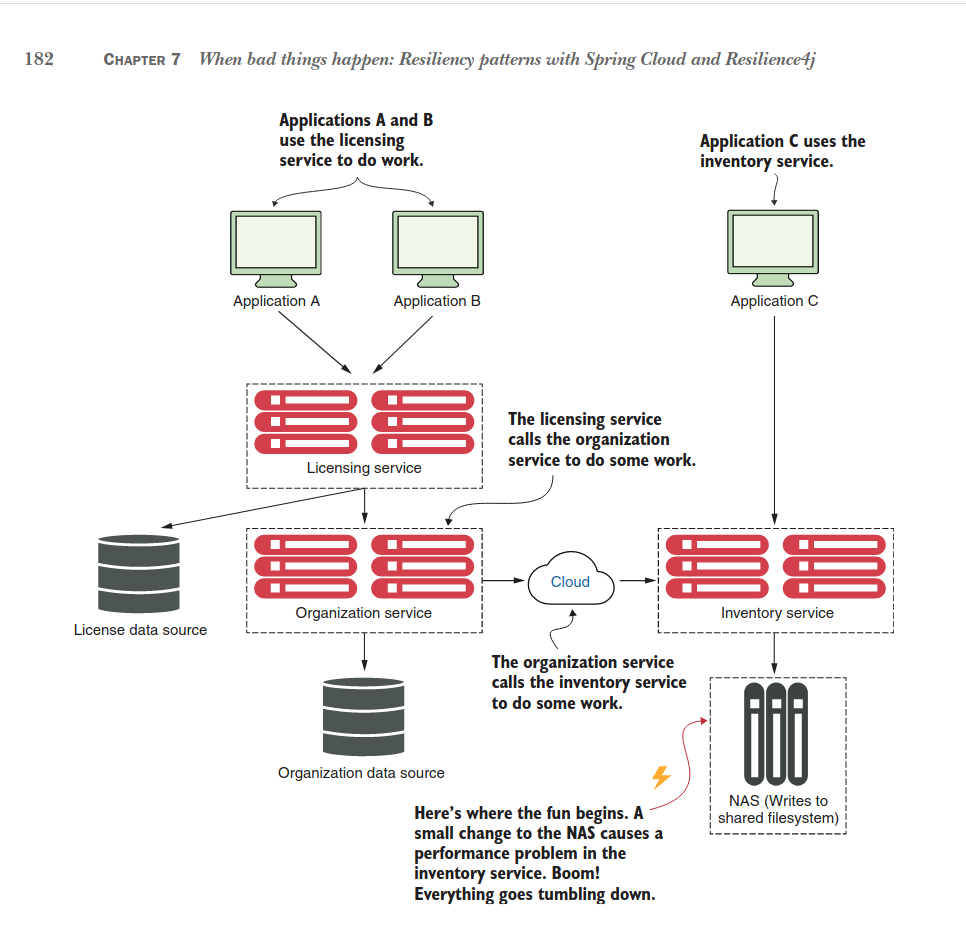 182 CHAPTER 7 When bad things happen: Resiliency patterns with Spring Cloud and Resilience4j
Applications A and B
use the licensing
service to do work.
Application C uses the
inventory service.
Application A
Application B
Application C
The licensing service
calls the organization
service to do some work.
Licensing service
License data source
Organization service
Cloud
Inventory service
The organization service
calls the inventory service
to do some work.
Organization data source
NAS (Writes to
shared filesystem)
Here's where the fun begins. A
small change to the NAS causes a
performance problem in the
inventory service. Boom!
Everything goes tumbling down.